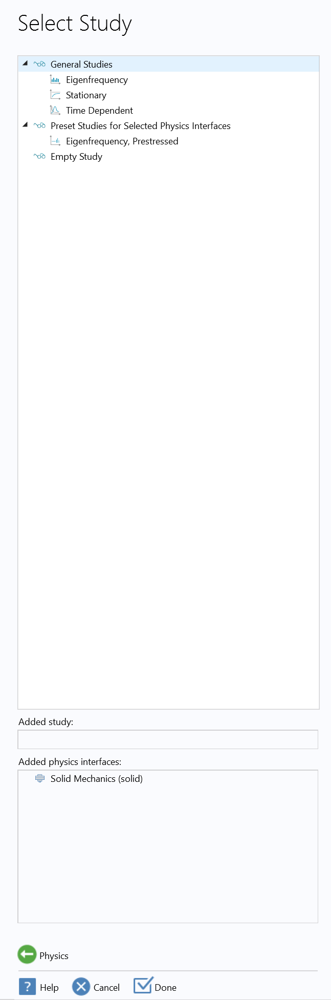 Select Study
General Studies
Eigenfrequency
Stationary
Time Dependent
Preset Studies for Selected Physics Interfaces
Eigenfrequency, Prestressed
Empty Study
Added study:
Added physics interfaces:
Solid Mechanics (solid)
Physics
? Help Cancel Done